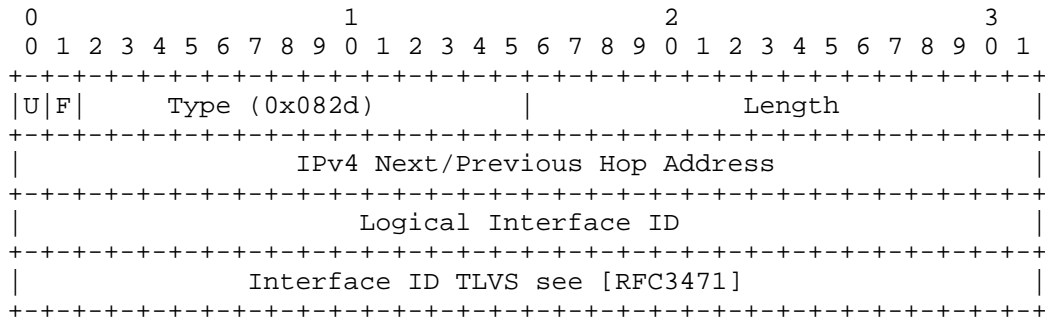 0                   1                   2                   3
 0 1 2 3 4 5 6 7 8 9 0 1 2 3 4 5 6 7 8 9 0 1 2 3 4 5 6 7 8 9 0 1
+-+-+-+-+-+-+-+-+-+-+-+-+-+-+-+-+-+-+-+-+-+-+-+-+-+-+-+-+-+-+-+-+
|U|F|     Type (0x082d)         |             Length            |
+-+-+-+-+-+-+-+-+-+-+-+-+-+-+-+-+-+-+-+-+-+-+-+-+-+-+-+-+-+-+-+-+
|                 IPv4 Next/Previous Hop Address                |
+-+-+-+-+-+-+-+-+-+-+-+-+-+-+-+-+-+-+-+-+-+-+-+-+-+-+-+-+-+-+-+-+
|                     Logical Interface ID                      |
+-+-+-+-+-+-+-+-+-+-+-+-+-+-+-+-+-+-+-+-+-+-+-+-+-+-+-+-+-+-+-+-+
|              Interface ID TLVS see [RFC3471]                  |
+-+-+-+-+-+-+-+-+-+-+-+-+-+-+-+-+-+-+-+-+-+-+-+-+-+-+-+-+-+-+-+-+